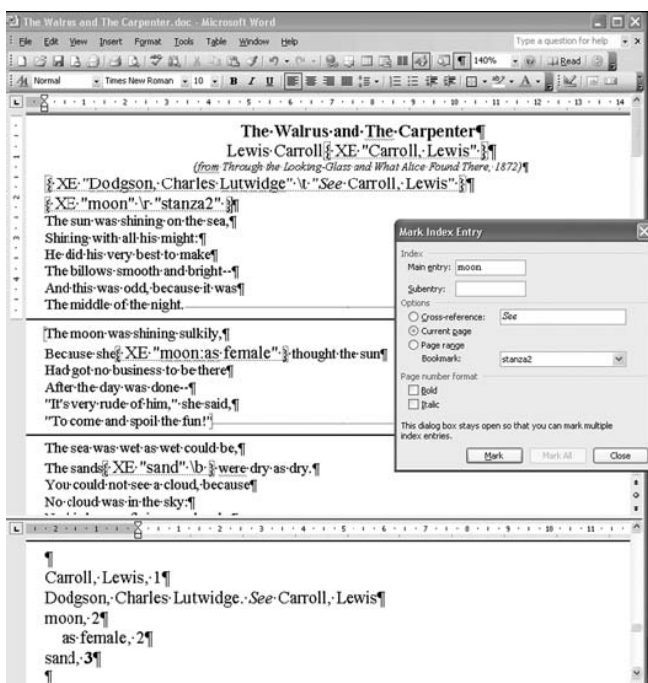 The Walrus and The Carpenter.doc - Microsoft Word
File Edit View Insert Format Tools Table Window Help Type a question for help
140% Read
Normal Times New Roman 10 B I U
The·Walrus·and·The·Carpenter¶
Lewis·Carroll{·XE·"Carroll,·Lewis"·}¶
(from·Through·the·Looking-Glass·and·What·Alice·Found·There,·1872)¶
{·XE·"Dodgson,·Charles·Lutwidge"·\t·"See·Carroll,·Lewis"·}¶
{·XE·"moon"·\r·"stanza2"·}¶
The·sun·was·shining·on·the·sea,¶
Shining·with·all·his·might:¶
He·did·his·very·best·to·make¶
The·billows·smooth·and·bright--¶
And·this·was·odd,·because·it·was¶
The·middle·of·the·night.
The·moon·was·shining·sulkily,¶
Because·she{·XE·"moon:as·female"·}·thought·the·sun¶
Had·got·no·business·to·be·there¶
After·the·day·was·done--¶
"It's·very·rude·of·him,"·she·said,¶
"To·come·and·spoil·the·fun!"
The·sea·was·wet·as·wet·could·be,¶
The·sands{·XE·"sand"·\b·}·were·dry·as·dry.¶
You·could·not·see·a·cloud,·because¶
No·cloud·was·in·the·sky:¶
Mark Index Entry
Index
Main entry: moon
Subentry:
Options
Cross-reference: See
Current page
Page range
Bookmark: stanza2
Page number format
Bold
Italic
This dialog box stays open so that you can mark multiple
index entries.
Mark Mark All Close
¶
Carroll,·Lewis,·1¶
Dodgson,·Charles·Lutwidge.·See·Carroll,·Lewis¶
moon,·2¶
as·female,·2¶
sand,·3¶
¶